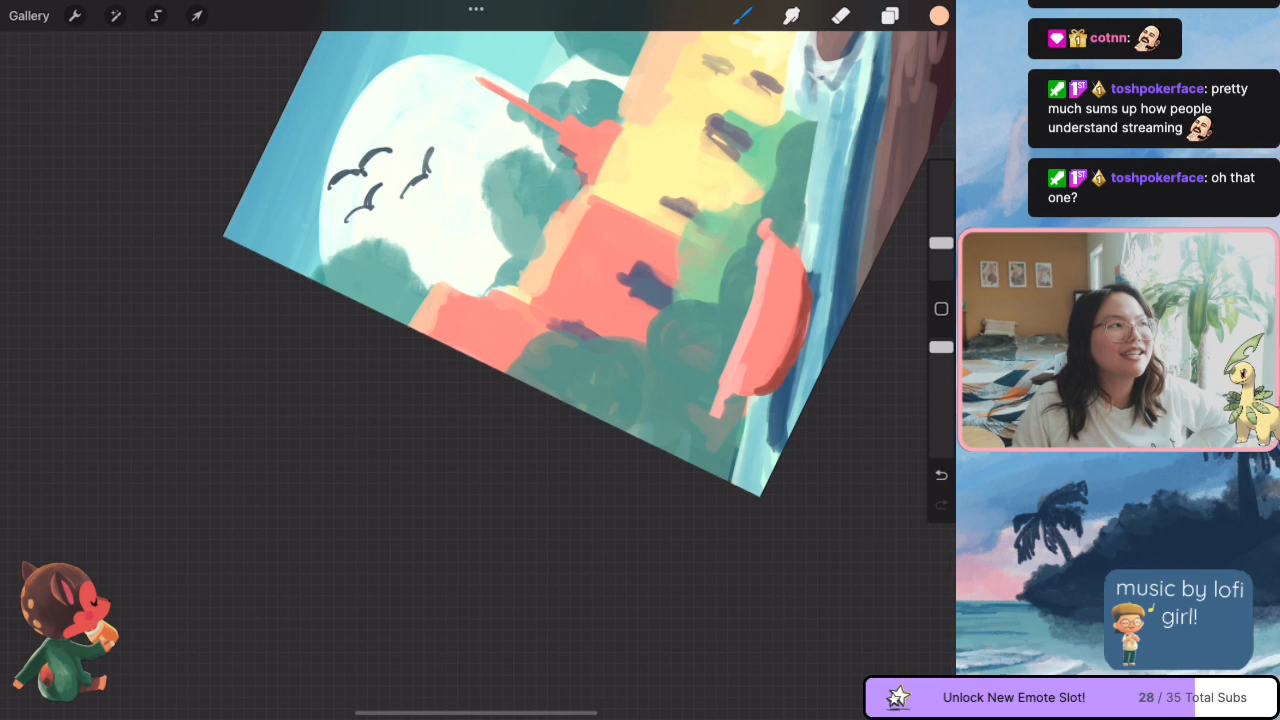 Gallery
cotnn:
toshpokerface: pretty
much sums up how people
understand streaming
toshpokerface: oh that
one?
music by lofi
girl!
Unlock New Emote Slot!
28 / 35 Total Subs